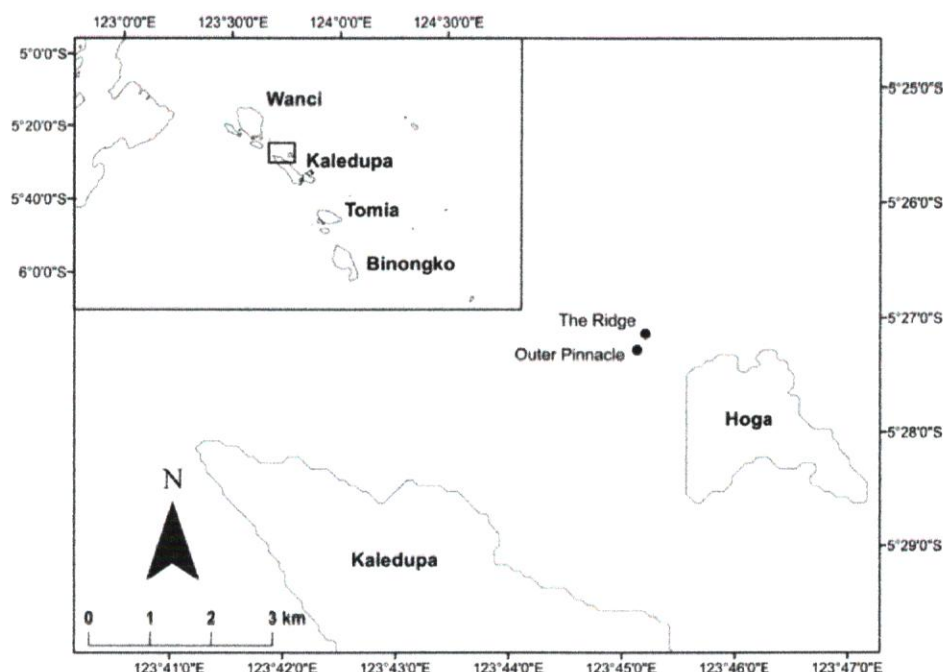 123°0'0"E 123°30'0"E 124°0'0"E 124°30'0"E
5°0'0"S
5°20'0"S
5°40'0"S
6°0'0"S
Wanci
Kaledupa
Tomia
Binongko
5°25'0"S
5°26'0"S
5°27'0"S
5°28'0"S
5°29'0"S
The Ridge
Outer Pinnacle
Hoga
Kaledupa
N
0 1 2 3 km
123°41'0"E 123°42'0"E 123°43'0"E 123°44'0"E 123°45'0"E 123°46'0"E 123°47'0"E